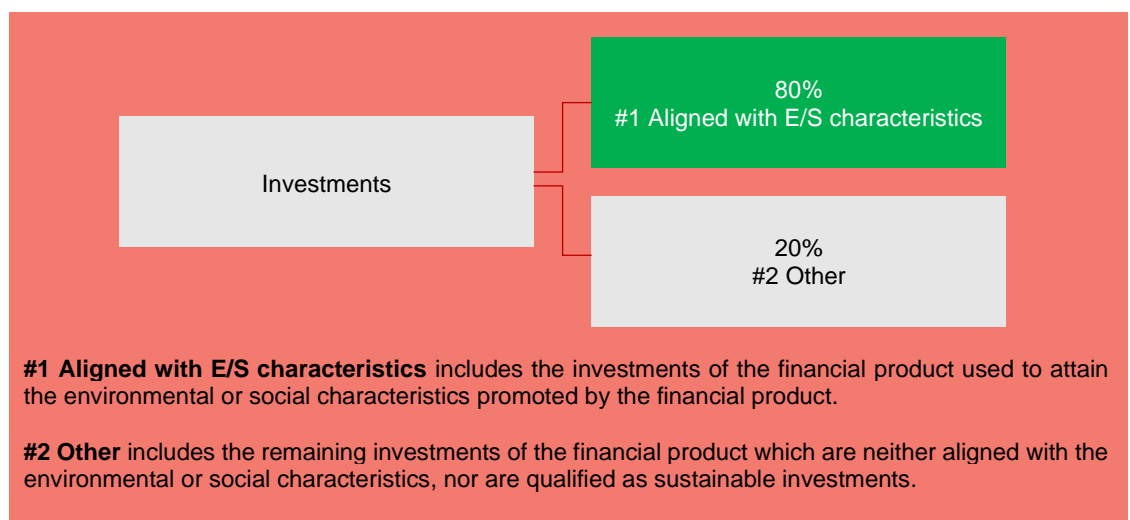 80%
#1 Aligned with E/S characteristics
Investments
20%
#2 Other
#1 Aligned with E/S characteristics includes the investments of the financial product used to attain
the environmental or social characteristics promoted by the financial product.
#2 Other includes the remaining investments of the financial product which are neither aligned with the
environmental or social characteristics, nor are qualified as sustainable investments.